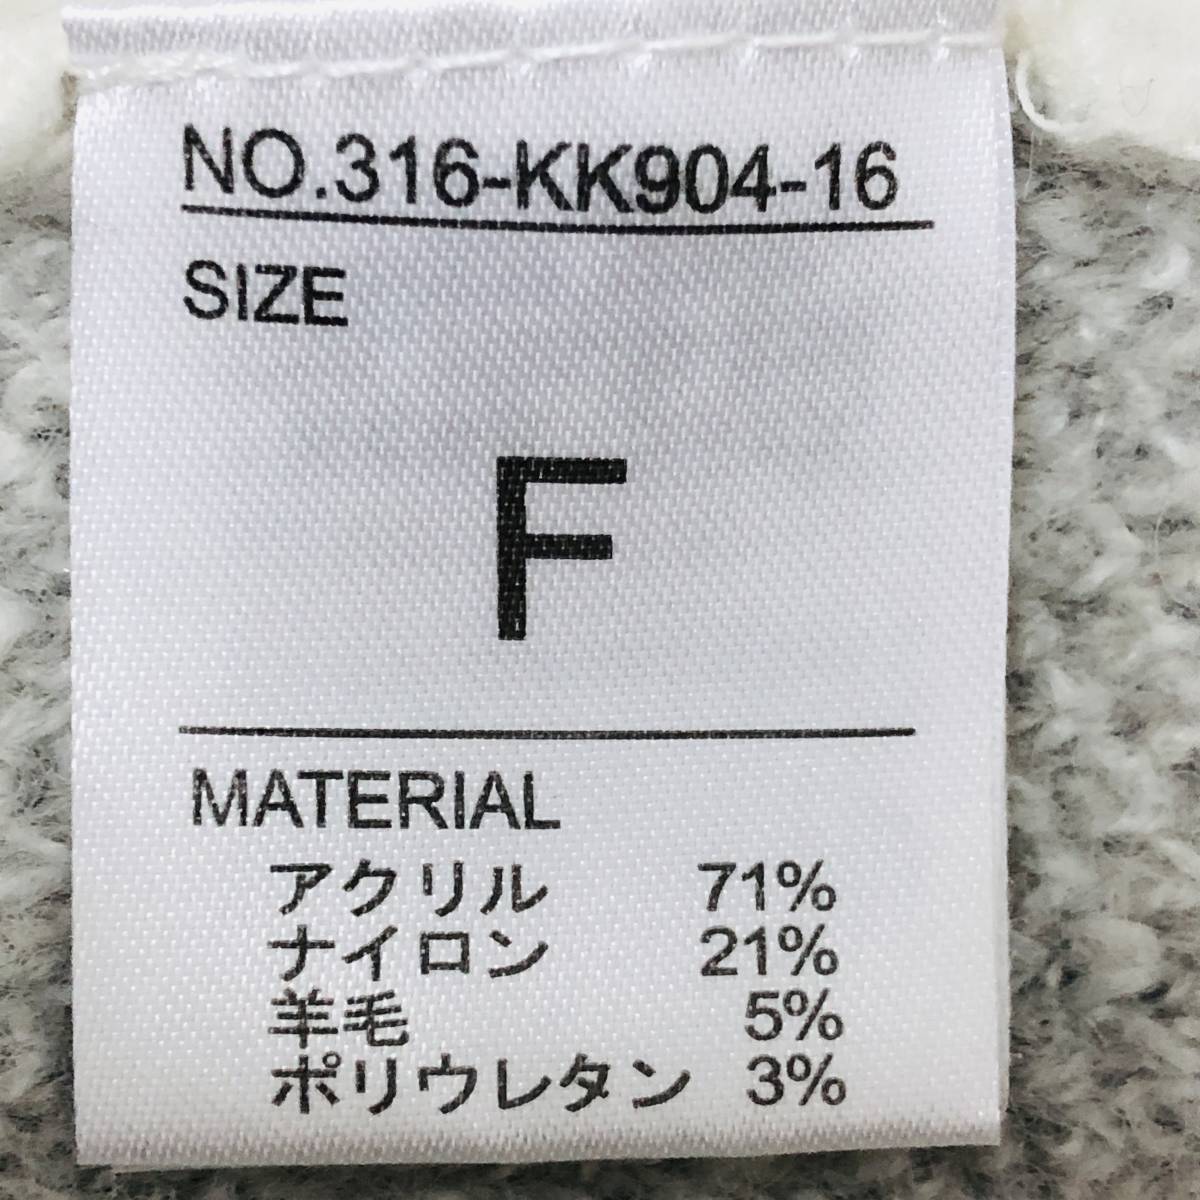 NO.316-KK904-16
SIZE
F
MATERIAL
アクリル 71%
ナイロン 21%
羊毛 5%
ポリウレタン 3%